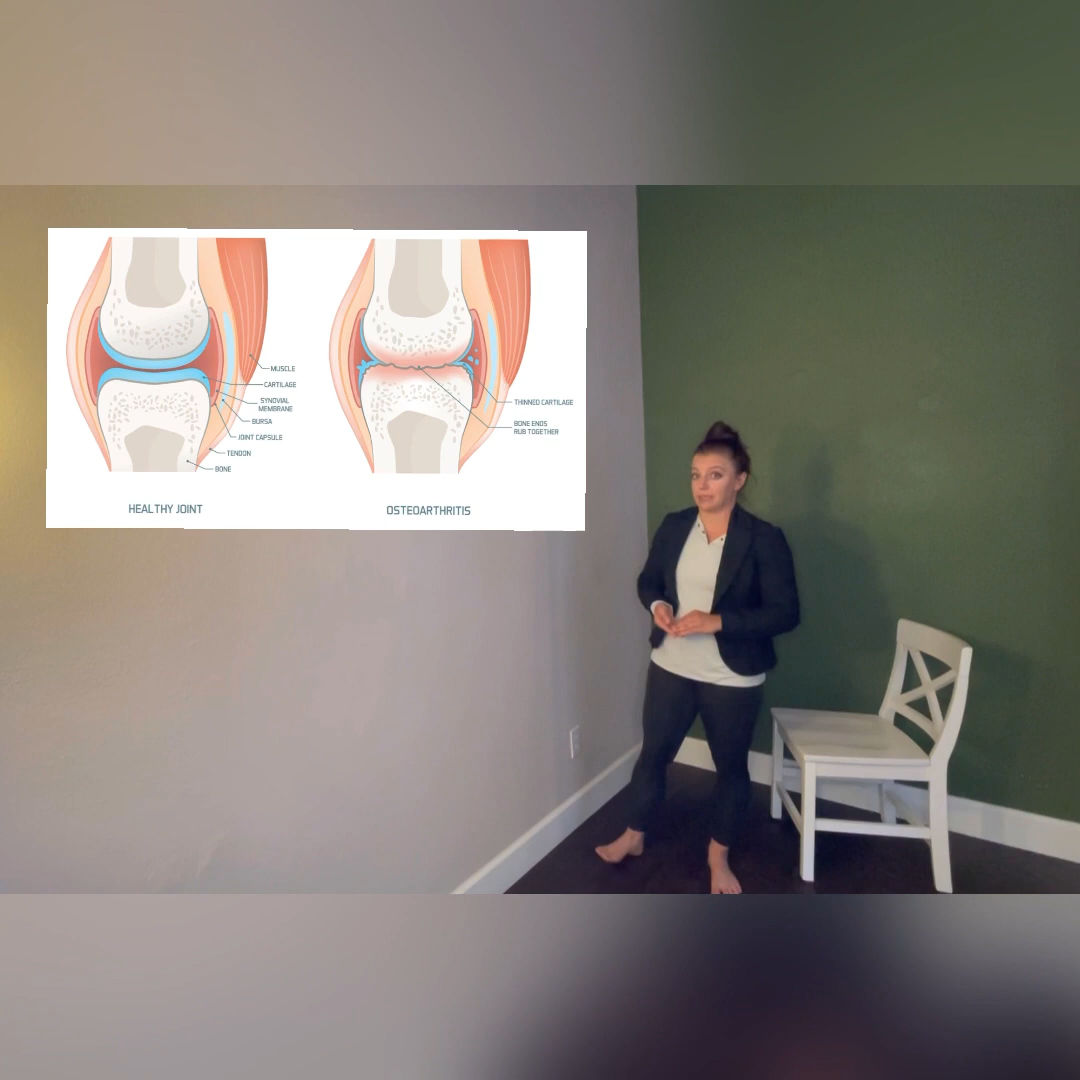 MUSCLE
CARTILAGE
SYNOVIAL
MEMBRANE
BURSA
JOINT CAPSULE
TENDON
BONE
HEALTHY JOINT
THINNED CARTILAGE
BONE ENDS
RUB TOGETHER
OSTEOARTHRITIS